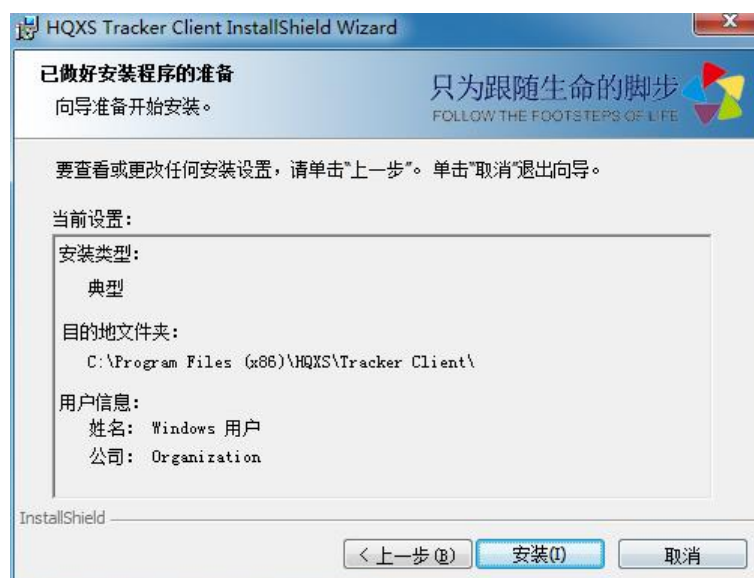 HQXS Tracker Client InstallShield Wizard
已做好安装程序的准备
向导准备开始安装。
只为跟随生命的脚步
FOLLOW THE FOOTSTEPS OF LIFE
要查看或更改任何安装设置，请单击"上一步"。单击"取消"退出向导。
当前设置：
安装类型：
典型
目的地文件夹：
C:\Program Files (x86)\HQXS\Tracker Client\
用户信息：
姓名： Windows 用户
公司： Organization
InstallShield
< 上一步(B) 安装(I) 取消